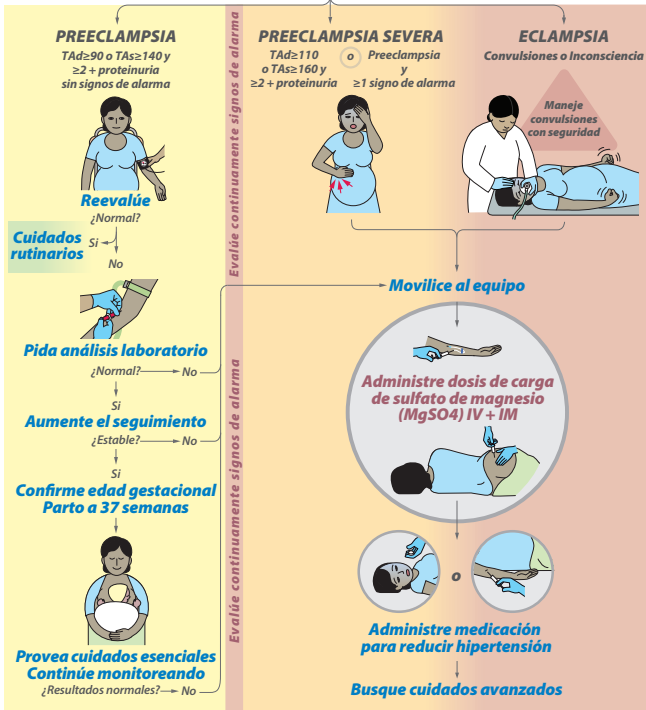 PREECLAMPSIA
TAd≥90 o TAs≥140 y
≥2 + proteinuria
sin signos de alarma
Reevalúe
¿Normal?
Si
Cuidados
rutinarios
No
Pida análisis laboratorio
¿Normal?
No
Si
Aumente el seguimiento
¿Estable?
No
Si
Confirme edad gestacional
Parto a 37 semanas
Provea cuidados esenciales
Continúe monitoreando
¿Resultados normales?
No
Evalúe continuamente signos de alarma
Evalúe continuamente signos de alarma
PREECLAMPSIA SEVERA
TAd≥110
o TAs≥160 y
≥2 + proteinuria
o
Preeclampsia
y
≥1 signo de alarma
ECLAMPSIA
Convulsiones o Inconsciencia
Maneje
convulsiones
con seguridad
Movilice al equipo
Administre dosis de carga
de sulfato de magnesio
(MgSO4) IV + IM
o
Administre medicación
para reducir hipertensión
Busque cuidados avanzados